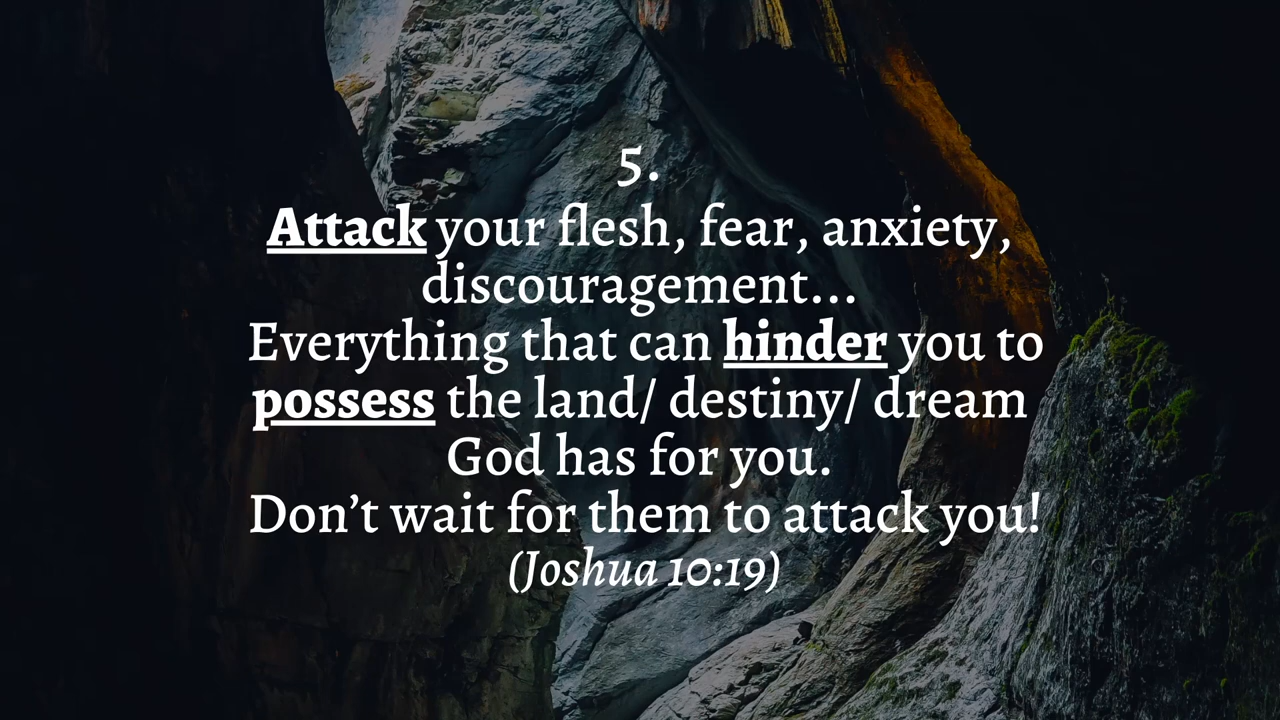 5.
Attack your flesh, fear, anxiety,
discouragement...
Everything that can hinder you to
possess the land/ destiny/ dream
God has for you.
Don’t wait for them to attack you!
(Joshua 10:19)